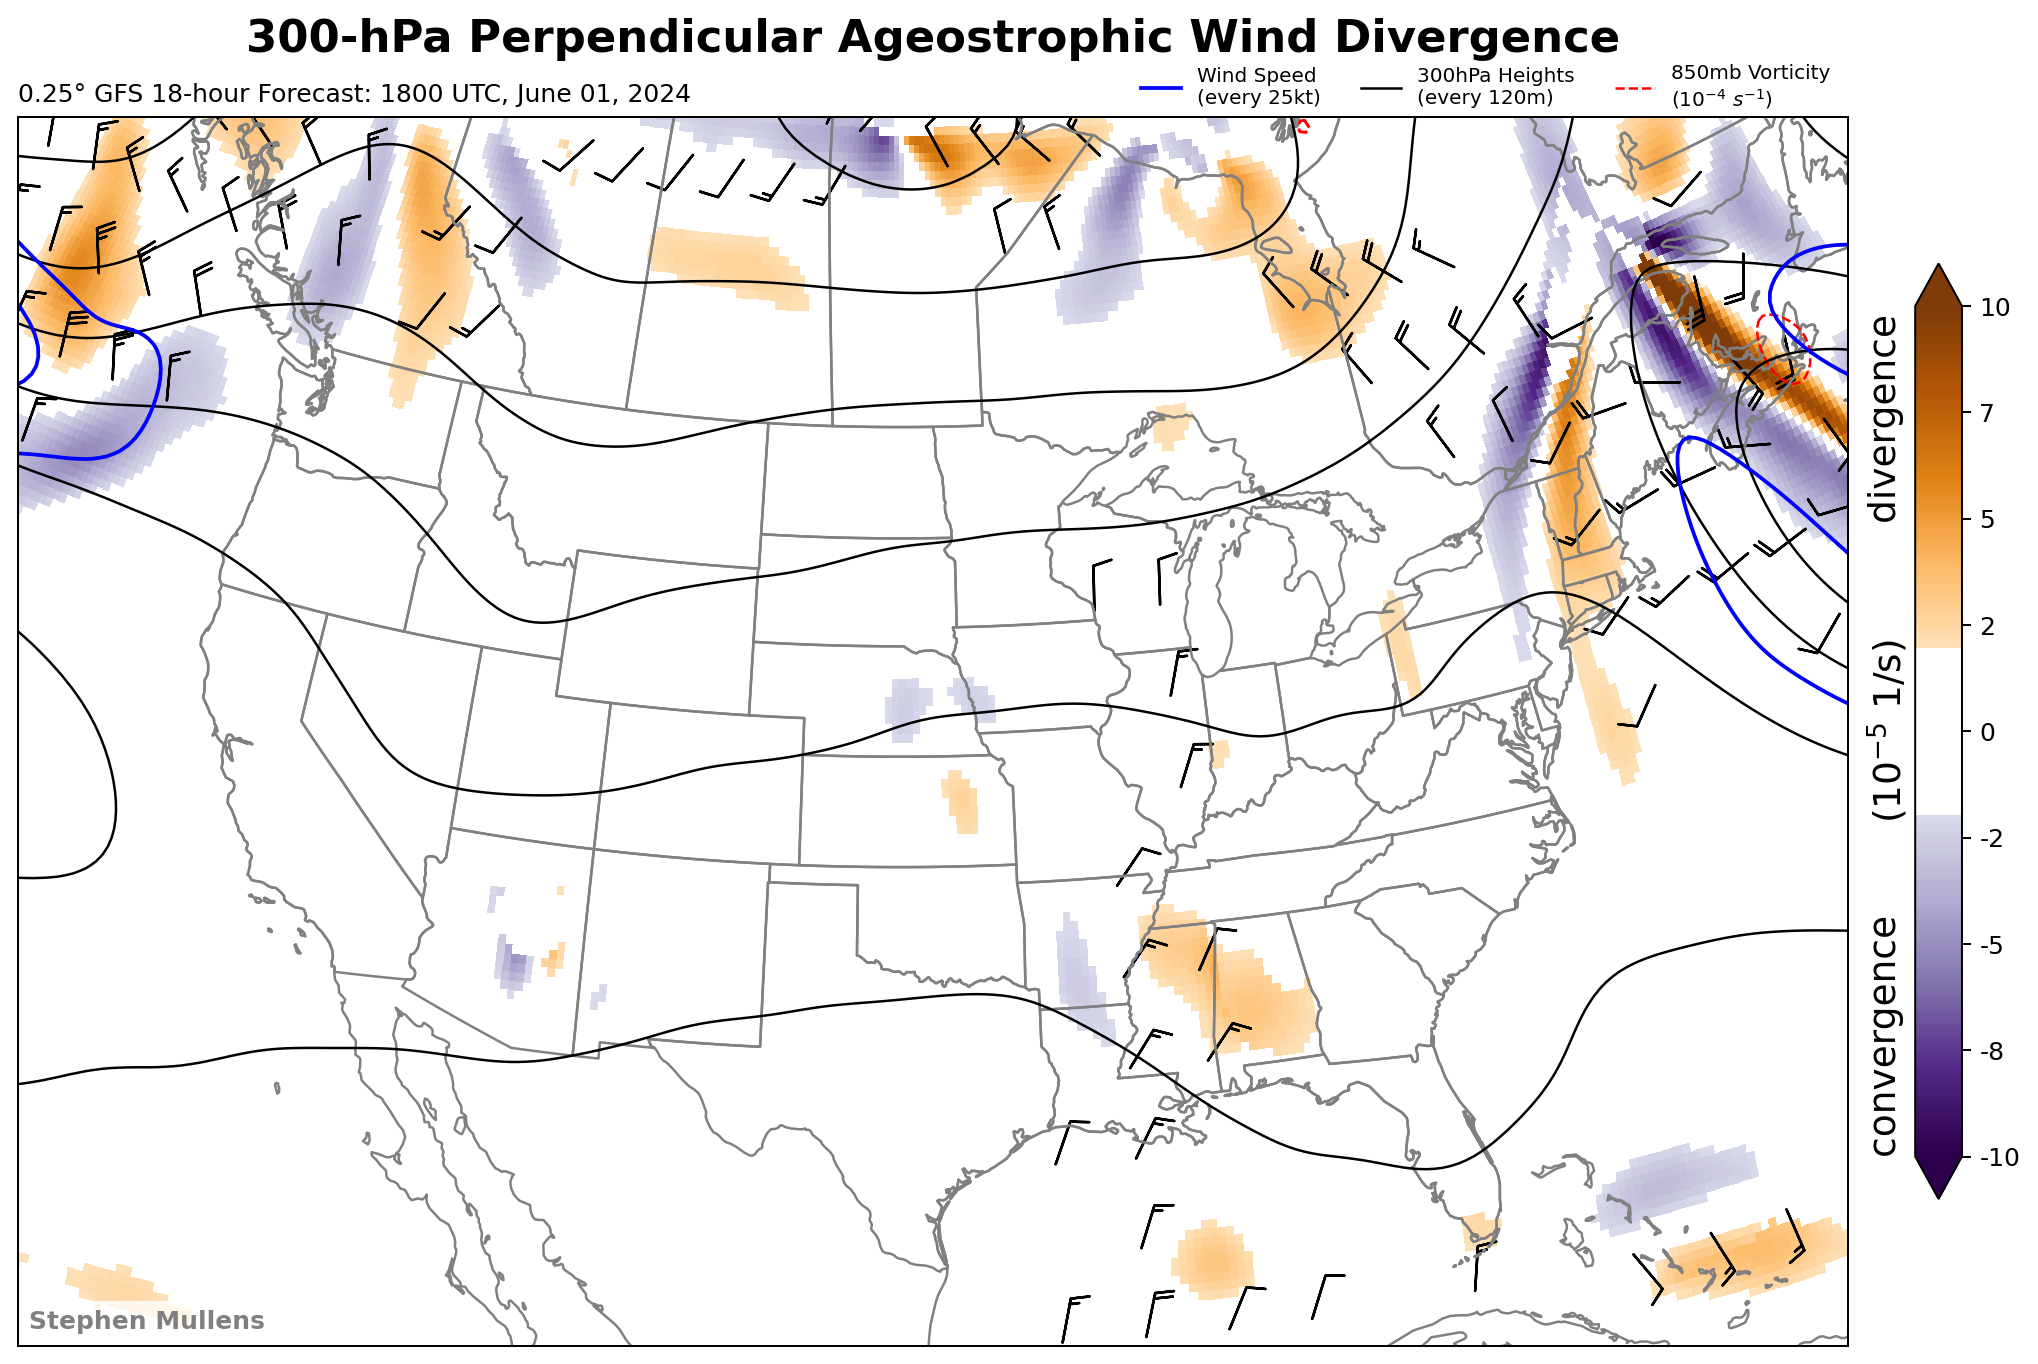 300-hPa Perpendicular Ageostrophic Wind Divergence
0.25° GFS 18-hour Forecast: 1800 UTC, June 01, 2024
Wind Speed
(every 25kt)
300hPa Heights
(every 120m)
850mb Vorticity
(10⁻⁴ s⁻¹)
10
7
5
2
0
-2
-5
-8
-10
convergence (10⁻⁵ 1/s) divergence
Stephen Mullens